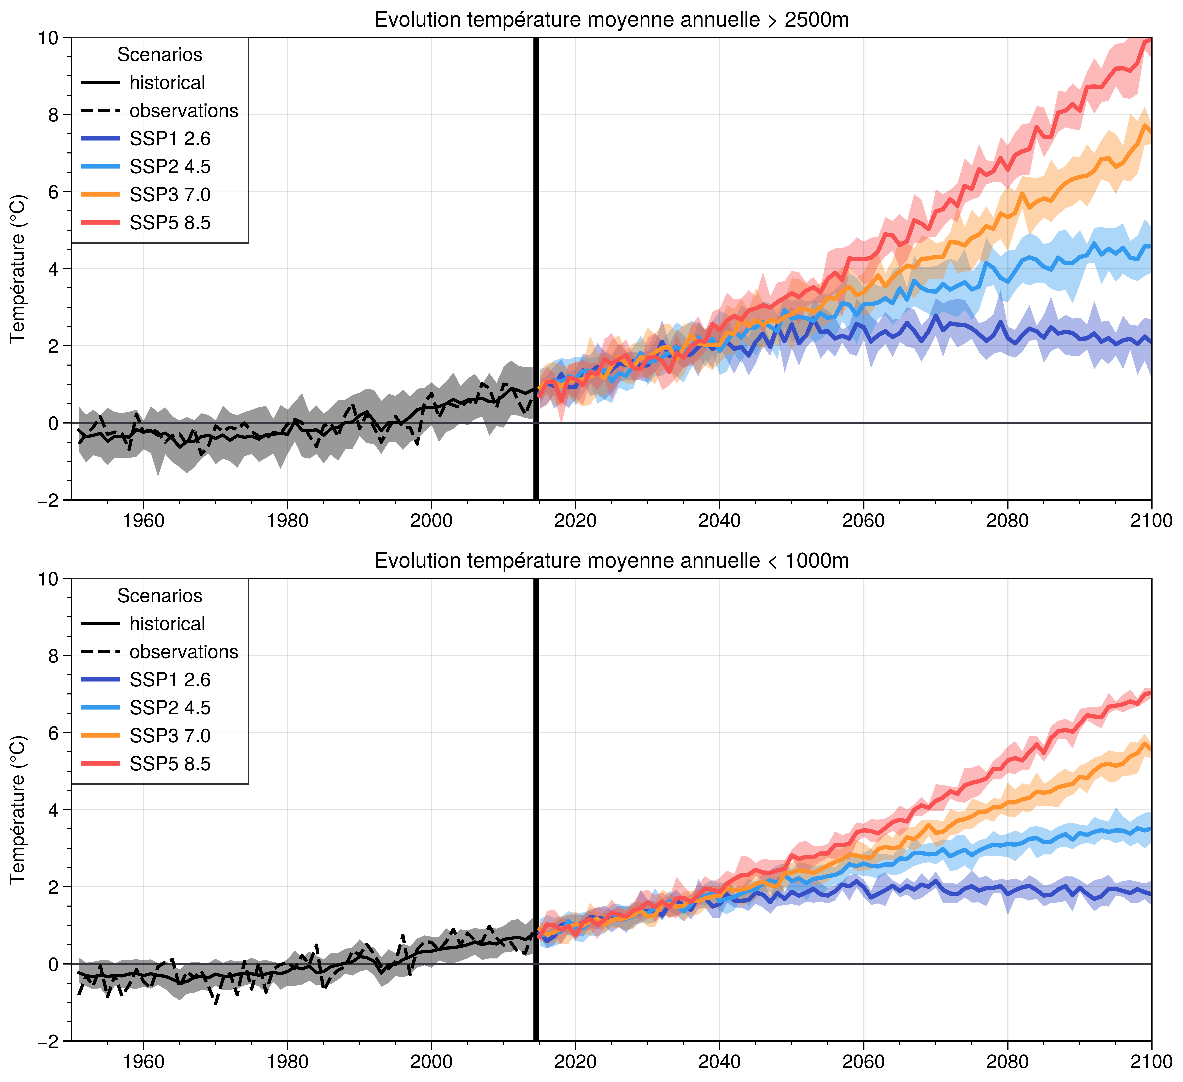 Evolution température moyenne annuelle > 2500m
10
8
6
4
2
0
−2
Température (°C)
Scenarios
historical
observations
SSP1 2.6
SSP2 4.5
SSP3 7.0
SSP5 8.5
1960
1980
2000
2020
2040
2060
2080
2100
Evolution température moyenne annuelle < 1000m
10
8
6
4
2
0
−2
Température (°C)
Scenarios
historical
observations
SSP1 2.6
SSP2 4.5
SSP3 7.0
SSP5 8.5
1960
1980
2000
2020
2040
2060
2080
2100